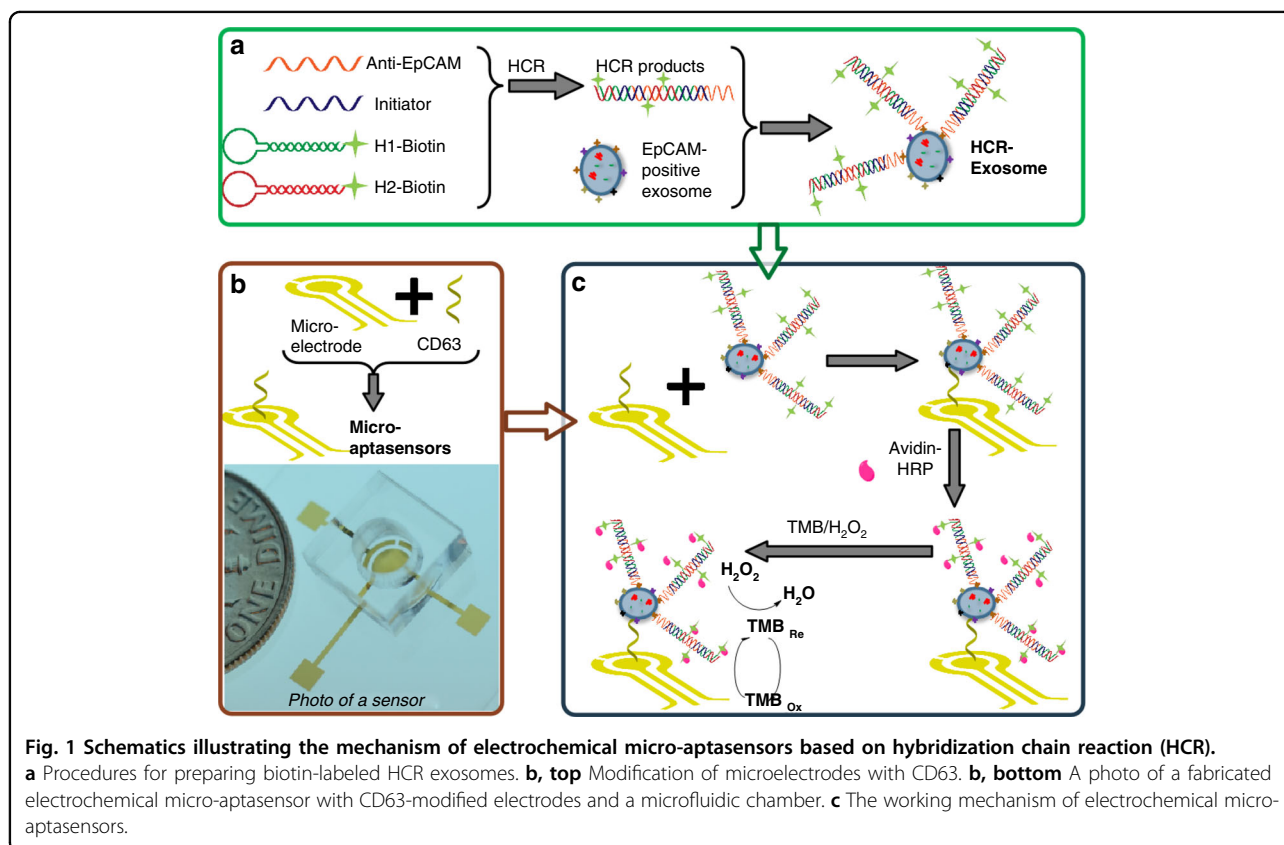 a
Anti-EpCAM
Initiator
H1-Biotin
H2-Biotin
HCR
HCR products
EpCAM-
positive
exosome
HCR-
Exosome
b
Micro-
electrode
CD63
Micro-
aptasensors
ONE DIME
Photo of a sensor
c
Avidin-
HRP
TMB/H₂O₂
H₂O₂
H₂O
TMB Re
TMB Ox
Fig. 1 Schematics illustrating the mechanism of electrochemical micro-aptasensors based on hybridization chain reaction (HCR).
a Procedures for preparing biotin-labeled HCR exosomes. b, top Modification of microelectrodes with CD63. b, bottom A photo of a fabricated
electrochemical micro-aptasensor with CD63-modified electrodes and a microfluidic chamber. c The working mechanism of electrochemical micro-
aptasensors.